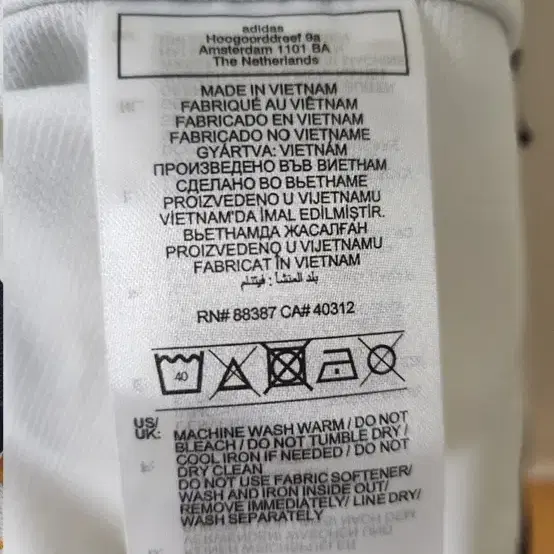 adidas
Hoogoorddreef 9a
Amsterdam 1101 BA
The Netherlands
MADE IN VIETNAM
FABRIQUÉ AU VIÊTNAM
FABRICADO EN VIETNAM
FABRICADO NO VIETNAME
GYÁRTVA: VIETNÁM
ПРОИЗВЕДЕНО ВЪВ ВИЕТНАМ
СДЕЛАНО ВО ВЬЕТНАМЕ
PROIZVEDENO U VIJETNAMU
VİETNAM'DA İMAL EDİLMİŞTİR.
ВЬЕТНАМДА ЖАСАЛҒАН
PROIZVEDENO U VIJETNAMU
FABRICAT ÎN VIETNAM
بلد المنشأ : فيتنام
RN# 88387 CA# 40312
40
US/
UK:
MACHINE WASH WARM / DO NOT
BLEACH / DO NOT TUMBLE DRY /
COOL IRON IF NEEDED / DO NOT
DRY CLEAN
DO NOT USE FABRIC SOFTENER/
WASH AND IRON INSIDE OUT/
REMOVE IMMEDIATELY/ LINE DRY/
WASH SEPARATELY